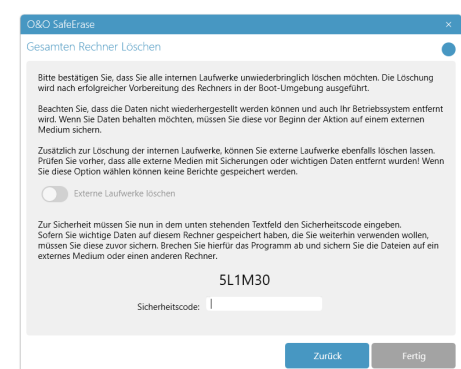 O&O SafeErase
Gesamten Rechner Löschen
Bitte bestätigen Sie, dass Sie alle internen Laufwerke unwiederbringlich löschen möchten. Die Löschung
wird nach erfolgreicher Vorbereitung des Rechners in der Boot-Umgebung ausgeführt.
Beachten Sie, dass die Daten nicht wiederhergestellt werden können und auch Ihr Betriebssystem entfernt
wird. Wenn Sie Daten behalten möchten, müssen Sie diese vor Beginn der Aktion auf einem externen
Medium sichern.
Zusätzlich zur Löschung der internen Laufwerke, können Sie externe Laufwerke ebenfalls löschen lassen.
Prüfen Sie vorher, dass alle externe Medien mit Sicherungen oder wichtigen Daten entfernt wurden! Wenn
Sie diese Option wählen können keine Berichte gespeichert werden.
Externe Laufwerke löschen
Zur Sicherheit müssen Sie nun in dem unten stehenden Textfeld den Sicherheitscode eingeben.
Sofern Sie wichtige Daten auf diesem Rechner gespeichert haben, die Sie weiterhin verwenden wollen,
müssen Sie diese zuvor sichern. Brechen Sie hierfür das Programm ab und sichern Sie die Dateien auf ein
externes Medium oder einen anderen Rechner.
5L1M30
Sicherheitscode:
Zurück
Fertig